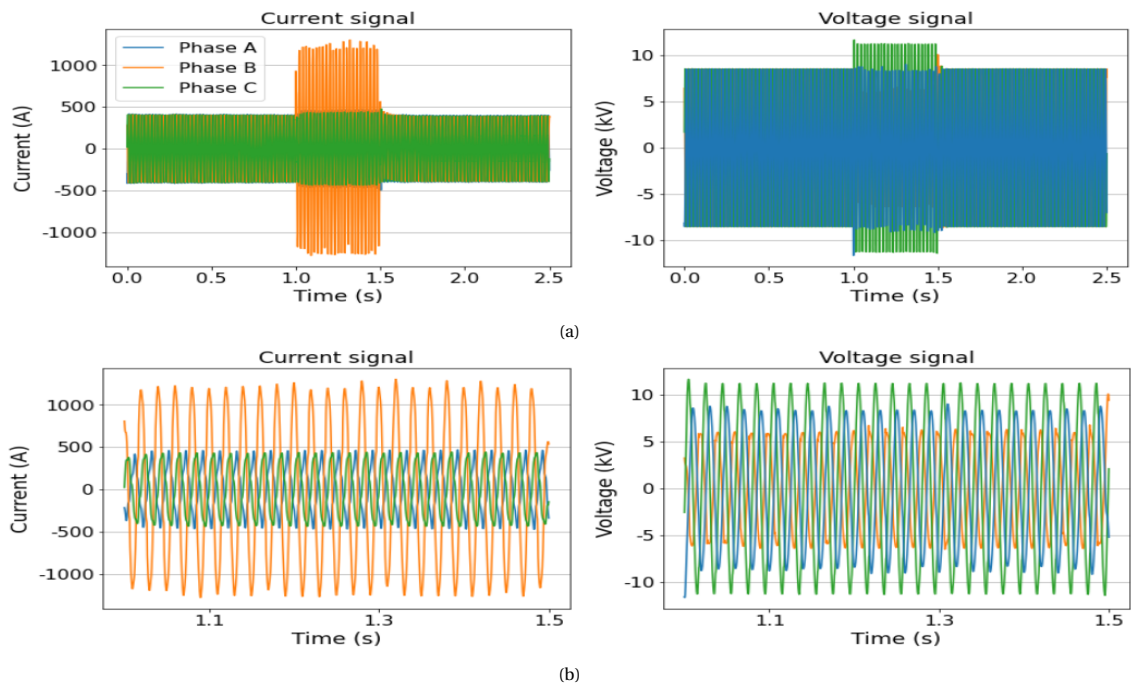 Current signal
Voltage signal
Phase A
Phase B
Phase C
Current (A)
1000
500
0
-500
-1000
0.0 0.5 1.0 1.5 2.0 2.5
Time (s)
Voltage (kV)
10
5
0
-5
-10
0.0 0.5 1.0 1.5 2.0 2.5
Time (s)
(a)
Current signal
Voltage signal
Current (A)
1000
500
0
-500
-1000
1.1 1.3 1.5
Time (s)
Voltage (kV)
10
5
0
-5
-10
1.1 1.3 1.5
Time (s)
(b)